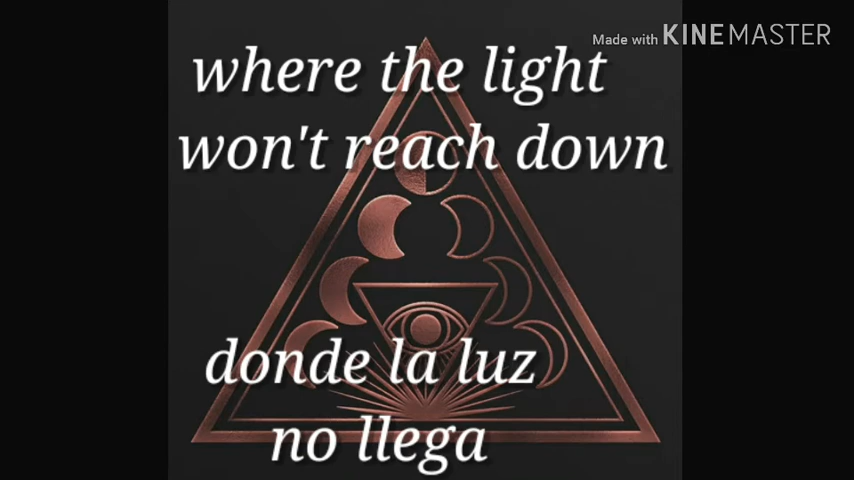 Made with KINEMASTER
where the light
won't reach down
donde la luz
no llega